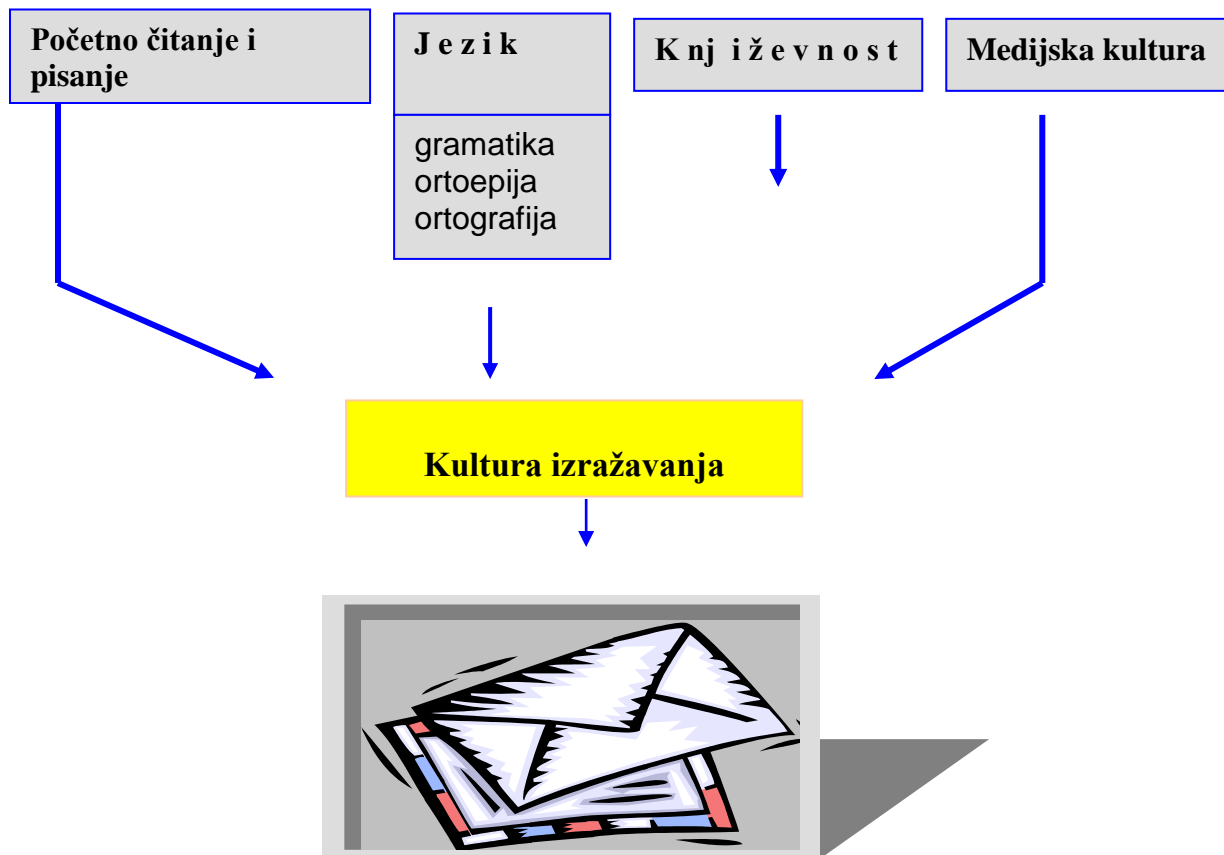 Početno čitanje i
pisanje
J e z i k
gramatika
ortoepija
ortografija
K nj i ž e v n o s t
Medijska kultura
Kultura izražavanja